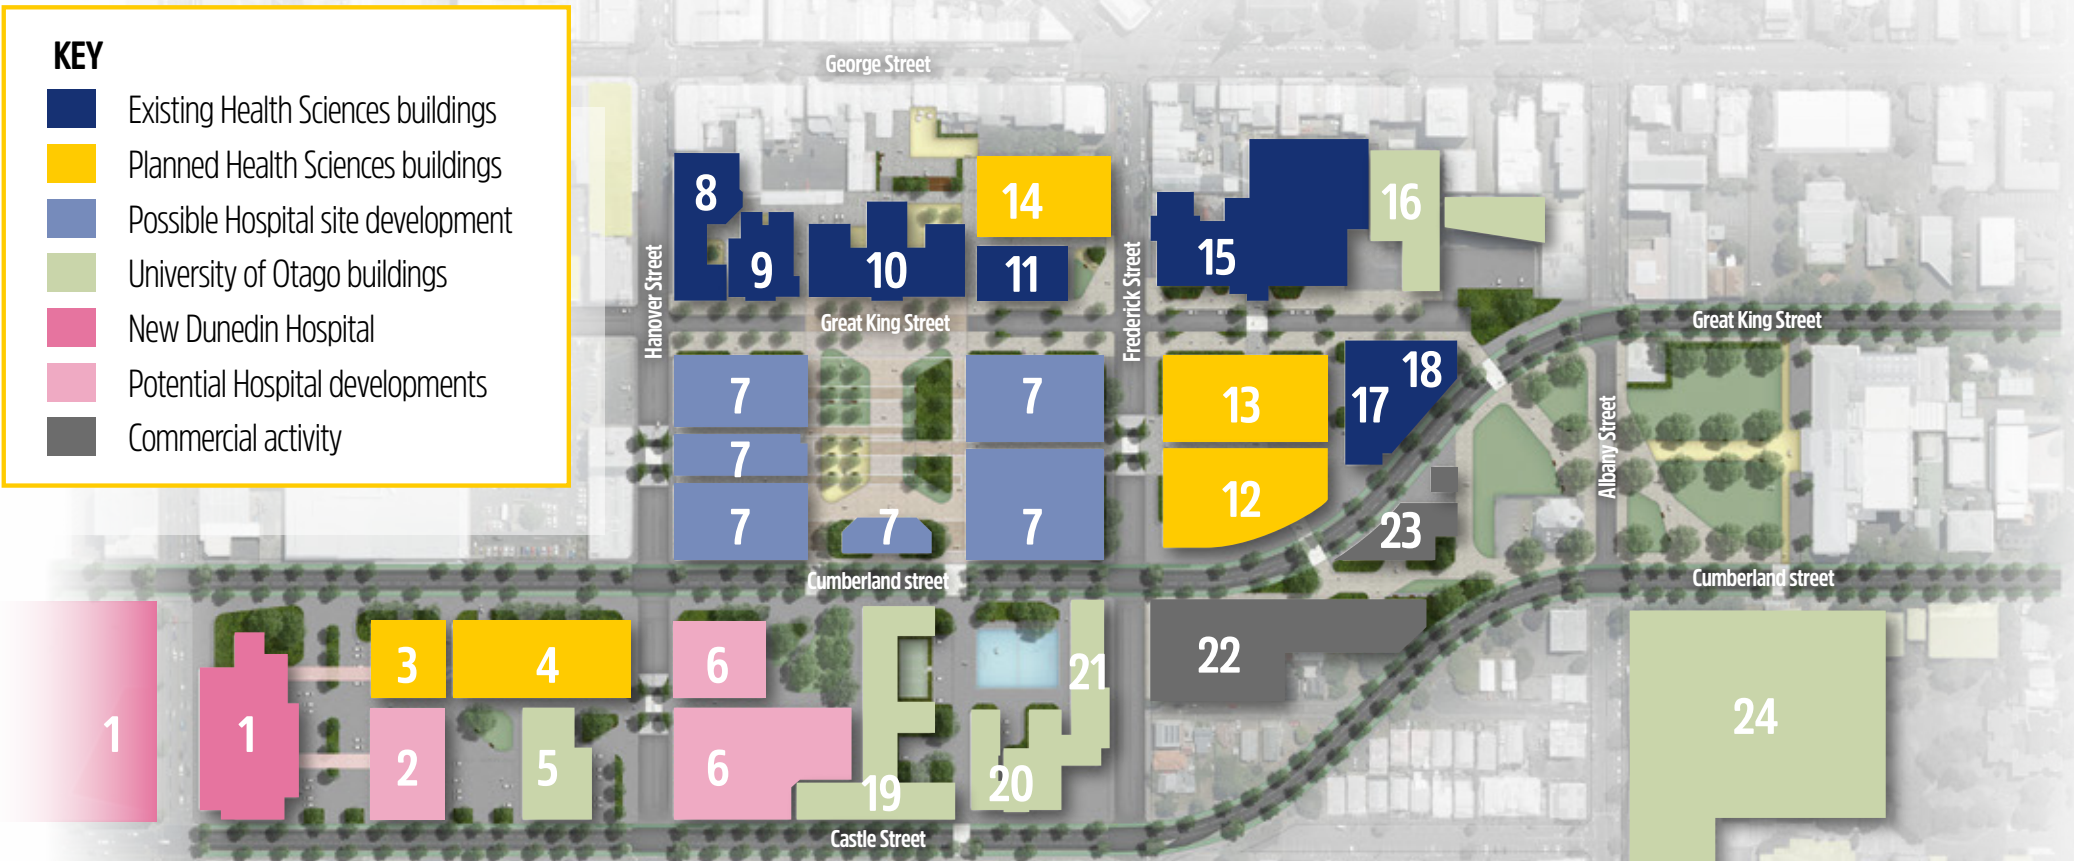 KEY
Existing Health Sciences buildings
Planned Health Sciences buildings
Possible Hospital site development
University of Otago buildings
New Dunedin Hospital
Potential Hospital developments
Commercial activity
George Street
8
9
10
14
11
15
16
Hanover Street
Frederick Street
Great King Street
Great King Street
7
7
13
17
18
7
Albany Street
7
7
7
12
23
Cumberland street
Cumberland street
1
1
3
4
2
5
6
6
19
21
20
22
24
Castle Street